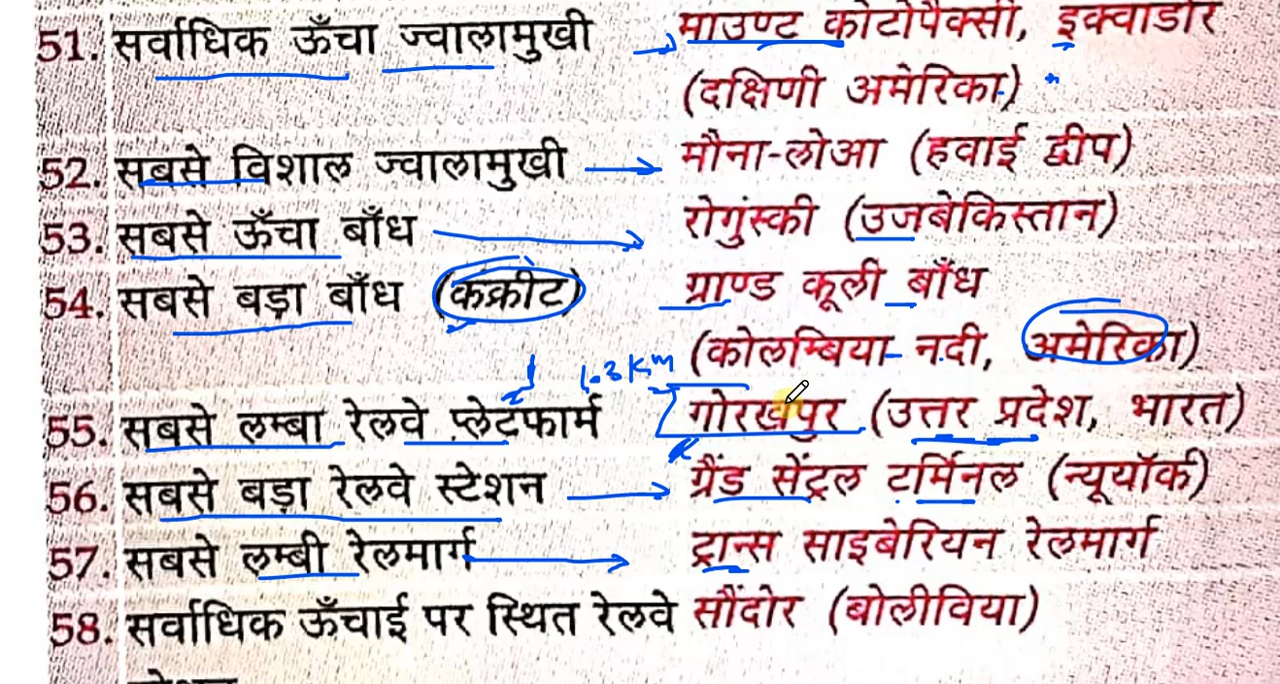 51. सर्वाधिक ऊँचा ज्वालामुखी माउण्ट कोटोपैक्सी, इक्वाडोर
(दक्षिणी अमेरिका)
52. सबसे विशाल ज्वालामुखी मौना-लोआ (हवाई द्वीप)
53. सबसे ऊँचा बाँध रोगुंस्की (उजबेकिस्तान)
54. सबसे बड़ा बाँध (कंक्रीट) ग्राण्ड कूली बाँध
(कोलम्बिया नदी, अमेरिका)
1.3 Km
55. सबसे लम्बा रेलवे प्लेटफार्म गोरखपुर (उत्तर प्रदेश, भारत)
56. सबसे बड़ा रेलवे स्टेशन ग्रैंड सेंट्रल टर्मिनल (न्यूयॉर्क)
57. सबसे लम्बी रेलमार्ग ट्रान्स साइबेरियन रेलमार्ग
58. सर्वाधिक ऊँचाई पर स्थित रेलवे सौंदोर (बोलीविया)